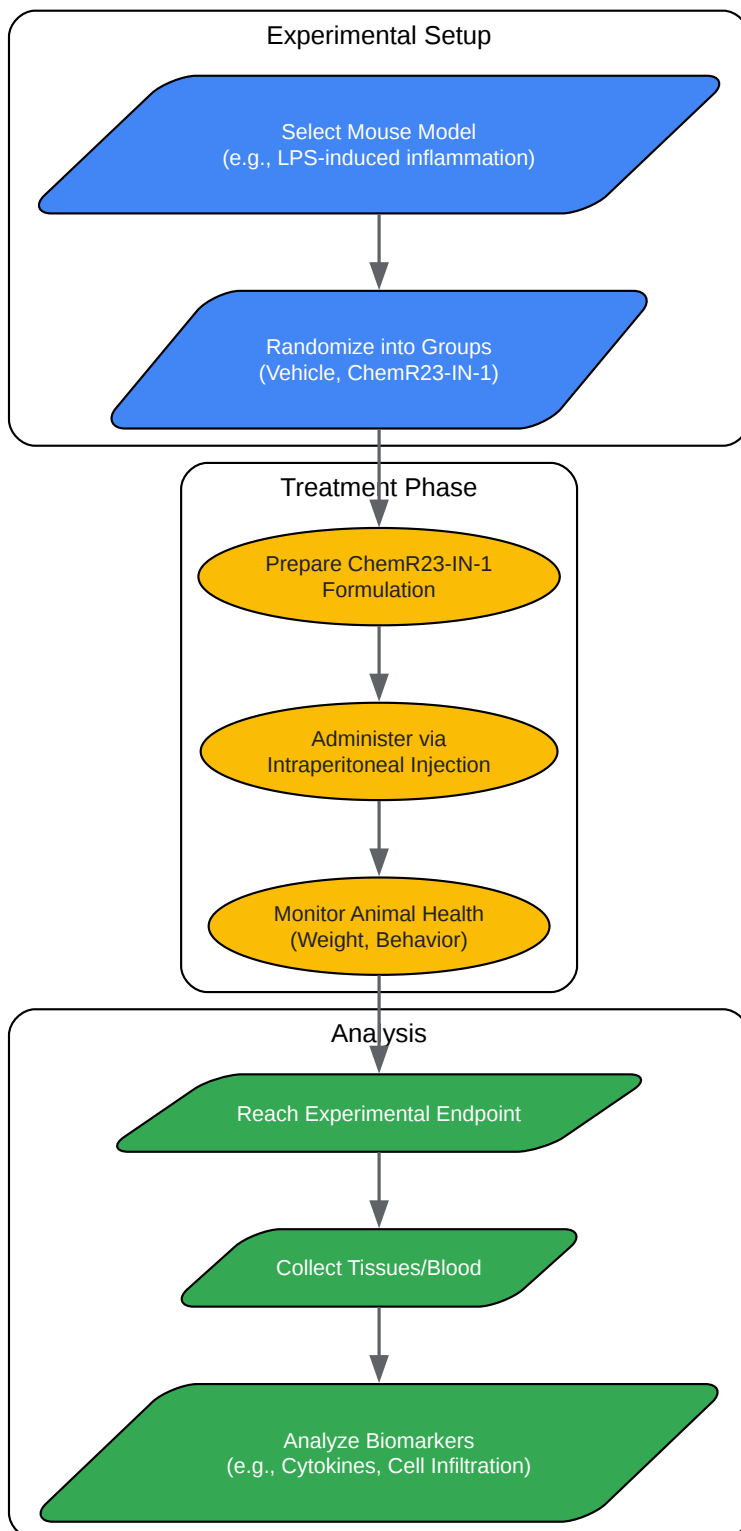 Experimental Setup
Select Mouse Model
(e.g., LPS-induced inflammation)
Randomize into Groups
(Vehicle, ChemR23-IN-1)
Treatment Phase
Prepare ChemR23-IN-1
Formulation
Administer via
Intraperitoneal Injection
Monitor Animal Health
(Weight, Behavior)
Analysis
Reach Experimental Endpoint
Collect Tissues/Blood
Analyze Biomarkers
(e.g., Cytokines, Cell Infiltration)